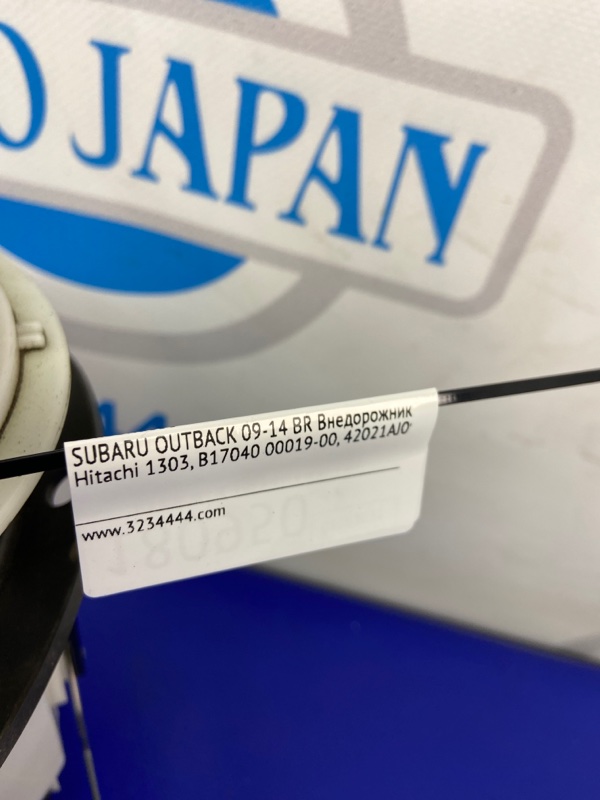 O JAPAN
SUBARU OUTBACK 09-14 BR Внедорожник
Hitachi 1303, B17040 00019-00, 42021AJ0
www.3234444.com